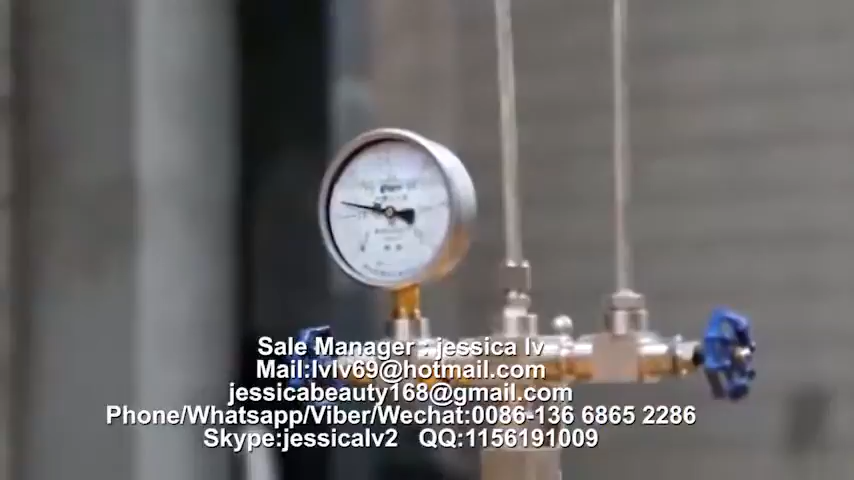 Sale Manager : jessica lv
Mail:lvlv69@hotmail.com
jessicabeauty168@gmail.com
Phone/Whatsapp/Viber/Wechat:0086-136 6865 2286
Skype:jessicalv2 QQ:1156191009